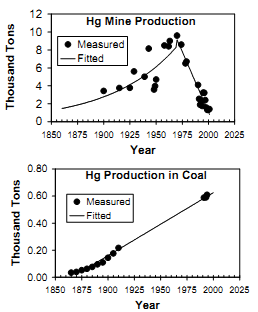 Hg Mine Production
Thousand Tons
12
10
8
6
4
2
0
Measured
Fitted
1850 1875 1900 1925 1950 1975 2000 2025
Year
Hg Production in Coal
Thousand Tons
0.80
0.60
0.40
0.20
0.00
Measured
Fitted
1850 1875 1900 1925 1950 1975 2000 2025
Year